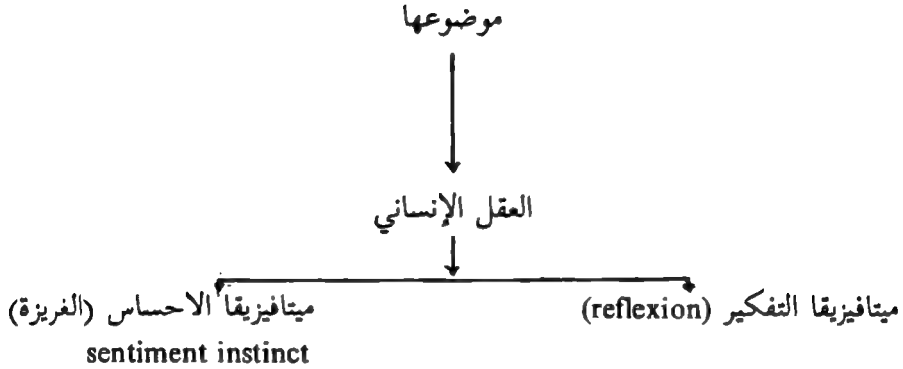 موضوعها
العقل الإنساني
ميتافيزيقا التفكير (reflexion)
ميتافيزيقا الاحساس (الغريزة)
sentiment instinct